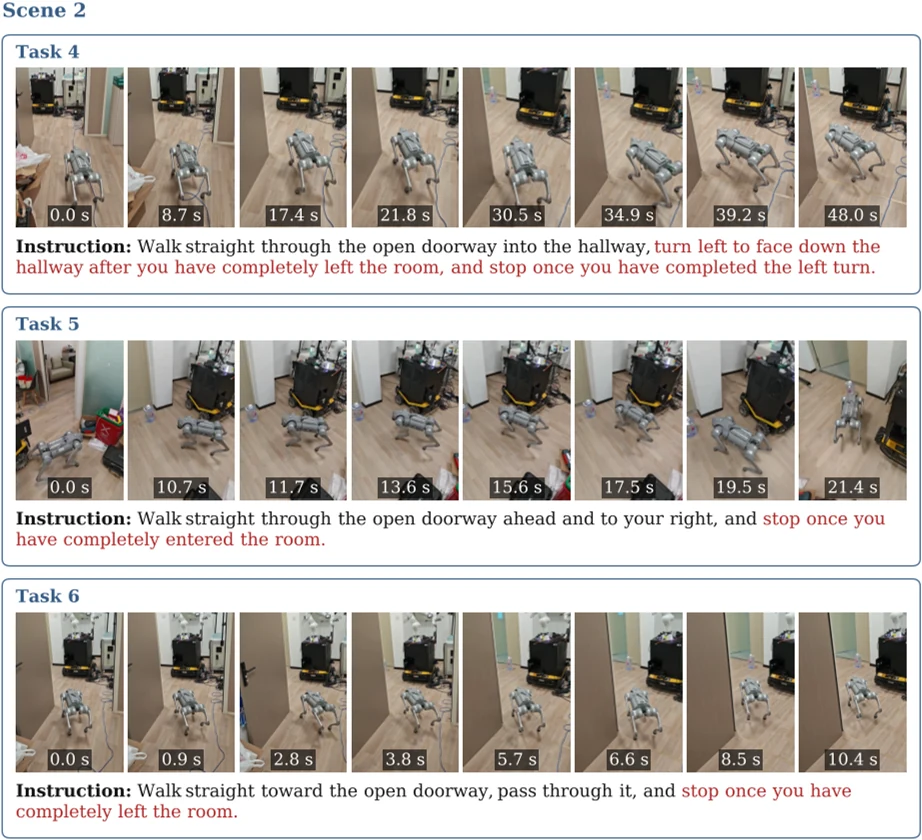 Scene 2
Task 4
0.0 s 8.7 s 17.4 s 21.8 s 30.5 s 34.9 s 39.2 s 48.0 s
Instruction: Walk straight through the open doorway into the hallway, turn left to face down the
hallway after you have completely left the room, and stop once you have completed the left turn.
Task 5
0.0 s 10.7 s 11.7 s 13.6 s 15.6 s 17.5 s 19.5 s 21.4 s
Instruction: Walk straight through the open doorway ahead and to your right, and stop once you
have completely entered the room.
Task 6
0.0 s 0.9 s 2.8 s 3.8 s 5.7 s 6.6 s 8.5 s 10.4 s
Instruction: Walk straight toward the open doorway, pass through it, and stop once you have
completely left the room.